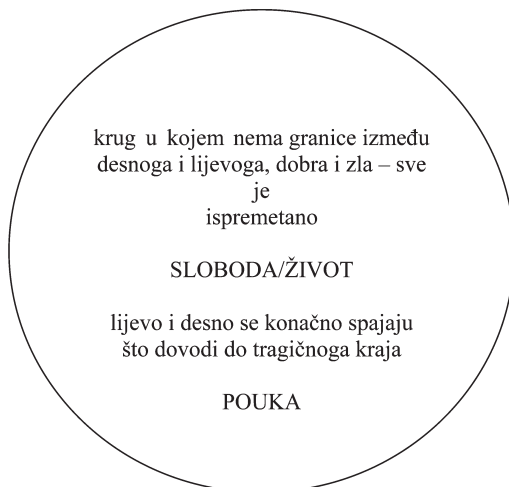 krug u kojem nema granice između
desnoga i lijevoga, dobra i zla – sve
je
ispremetano
SLOBODA/ŽIVOT
lijevo i desno se konačno spajaju
što dovodi do tragičnoga kraja
POUKA